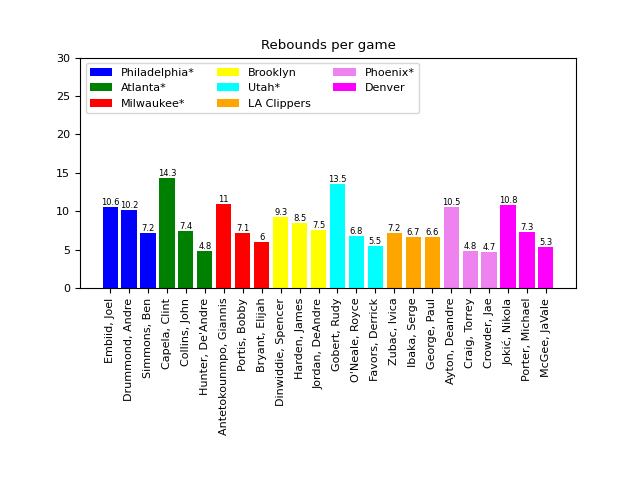 Rebounds per game
30
25
20
15
10
5
0
Philadelphia*
Atlanta*
Milwaukee*
Brooklyn
Utah*
LA Clippers
Phoenix*
Denver
10.6
10.2
7.2
14.3
7.4
4.8
11
7.1
6
9.3
8.5
7.5
13.5
6.8
5.5
7.2
6.7
6.6
10.5
4.8
4.7
10.8
7.3
5.3
Embiid, Joel
Drummond, Andre
Simmons, Ben
Capela, Clint
Collins, John
Hunter, De'Andre
Antetokounmpo, Giannis
Portis, Bobby
Bryant, Elijah
Dinwiddie, Spencer
Harden, James
Jordan, DeAndre
Gobert, Rudy
O'Neale, Royce
Favors, Derrick
Zubac, Ivica
Ibaka, Serge
George, Paul
Ayton, Deandre
Craig, Torrey
Crowder, Jae
Jokić, Nikola
Porter, Michael
McGee, JaVale